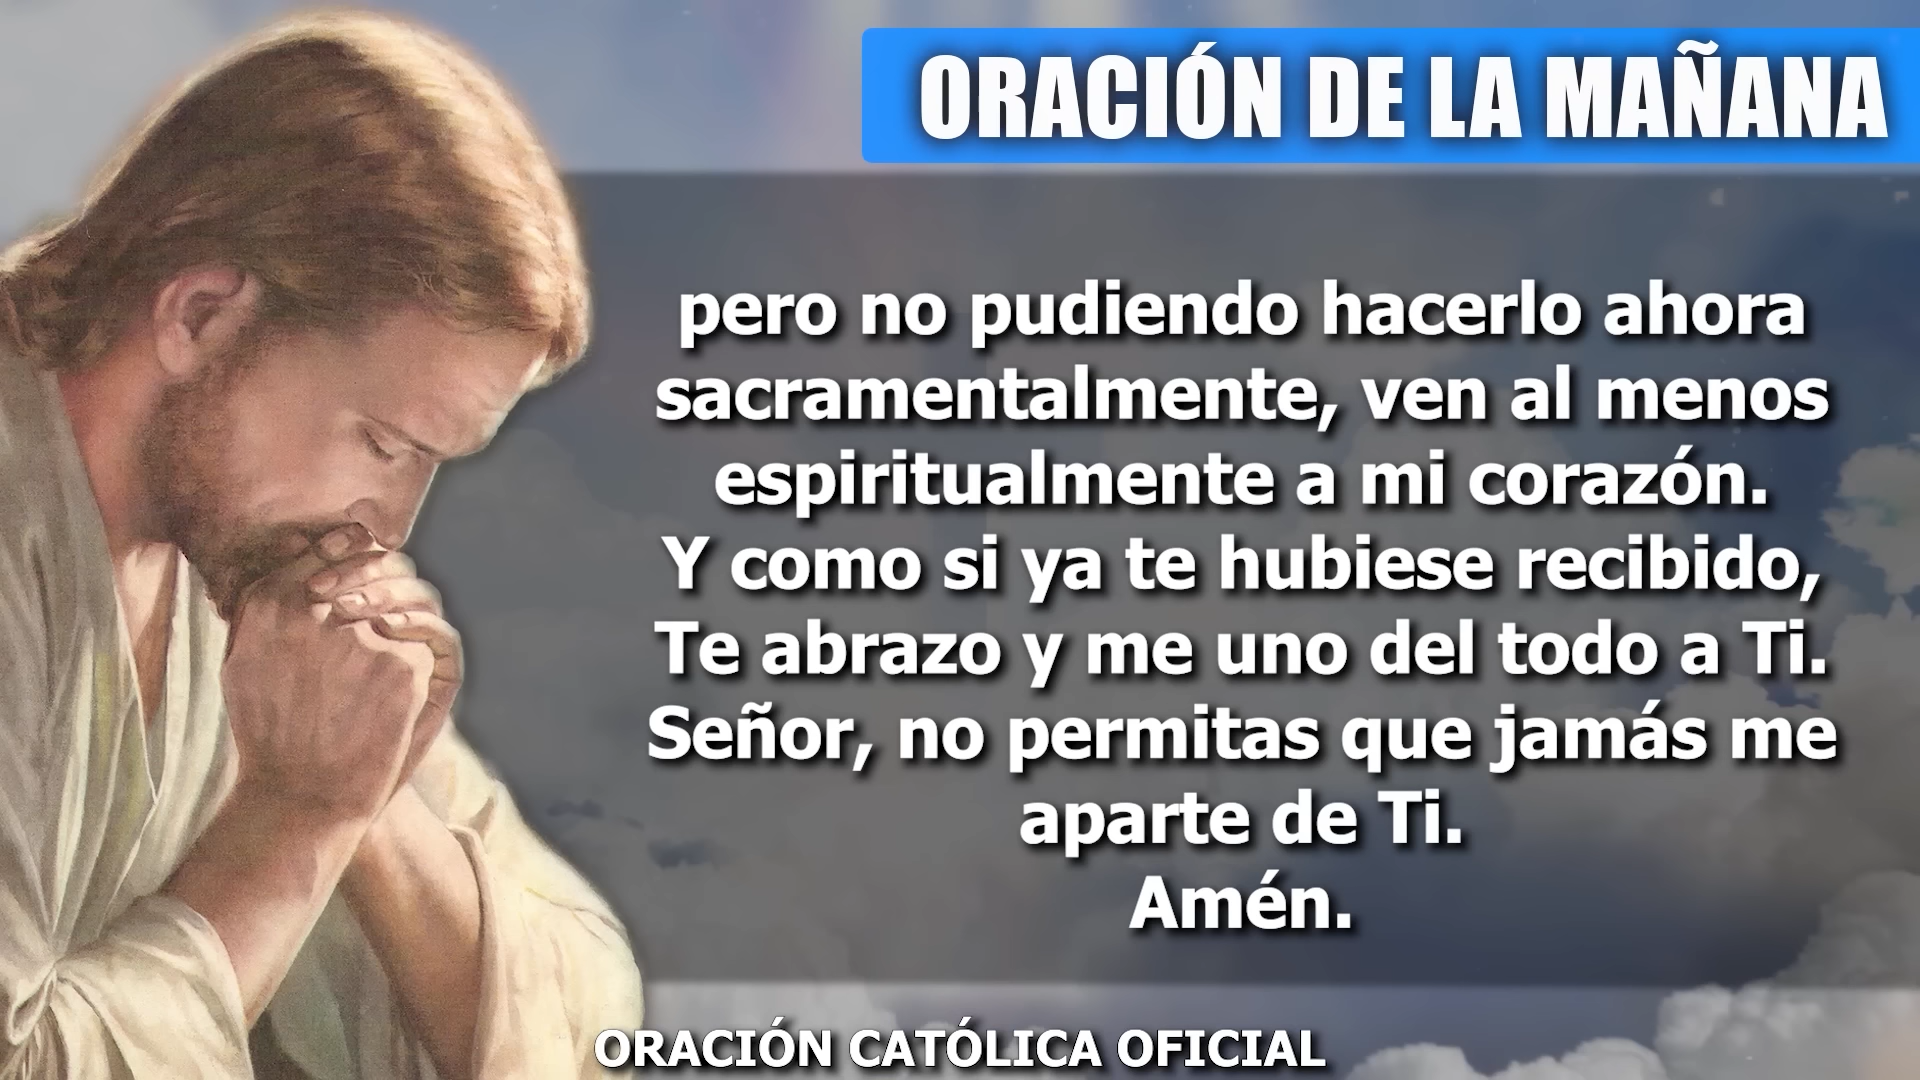 ORACIÓN DE LA MAÑANA
pero no pudiendo hacerlo ahora
sacramentalmente, ven al menos
espiritualmente a mi corazón.
Y como si ya te hubiese recibido,
Te abrazo y me uno del todo a Ti.
Señor, no permitas que jamás me
aparte de Ti.
Amén.
ORACIÓN CATÓLICA OFICIAL